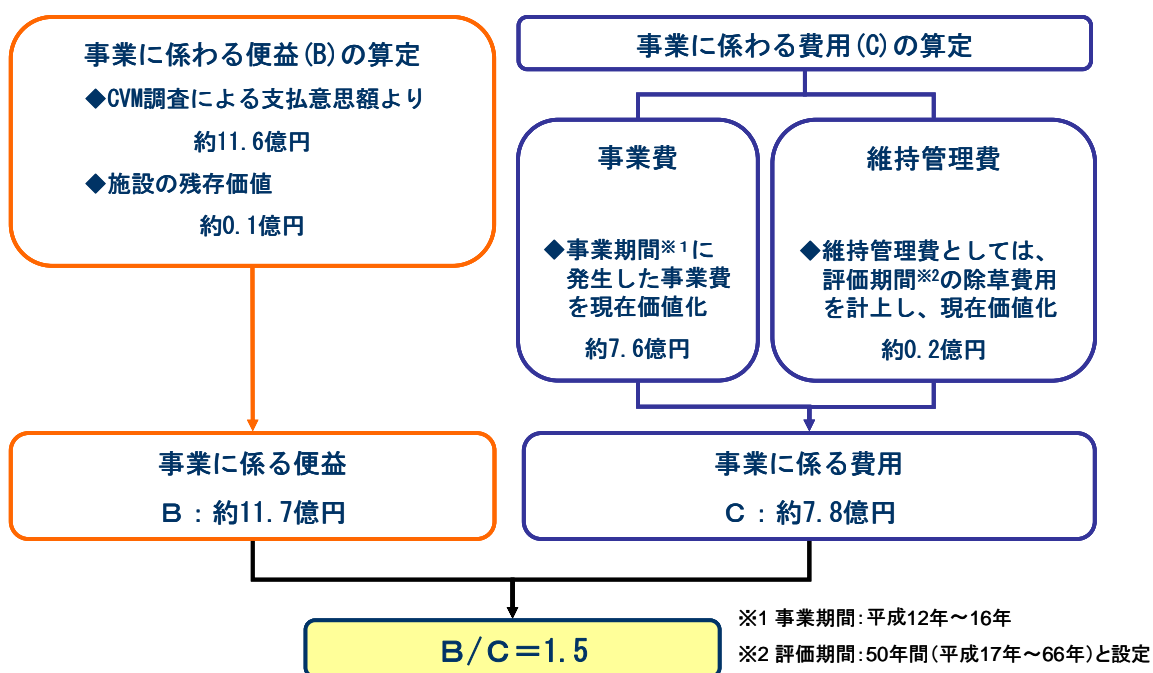 事業に係わる便益(B)の算定
◆CVM調査による支払意思額より
約11.6億円
◆施設の残存価値
約0.1億円
事業に係わる費用(C)の算定
事業費
◆事業期間※1に
発生した事業費
を現在価値化
約7.6億円
維持管理費
◆維持管理費としては、
評価期間※2の除草費用
を計上し、現在価値化
約0.2億円
事業に係る便益
B：約11.7億円
事業に係る費用
C：約7.8億円
B/C＝1.5
※1 事業期間：平成12年～16年
※2 評価期間：50年間（平成17年～66年）と設定